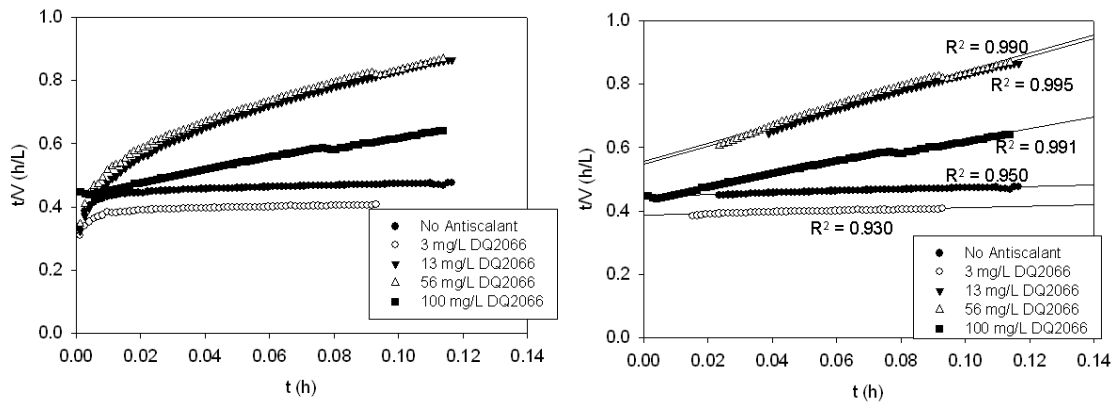 1.0
0.8
0.6
0.4
0.2
0.0
t/V (h/L)
No Antiscalant
3 mg/L DQ2066
13 mg/L DQ2066
56 mg/L DQ2066
100 mg/L DQ2066
0.00 0.02 0.04 0.06 0.08 0.10 0.12 0.14
t (h)
1.0
0.8
0.6
0.4
0.2
0.0
t/V (h/L)
R² = 0.990
R² = 0.995
R² = 0.991
R² = 0.950
R² = 0.930
No Antiscalant
3 mg/L DQ2066
13 mg/L DQ2066
56 mg/L DQ2066
100 mg/L DQ2066
0.00 0.02 0.04 0.06 0.08 0.10 0.12 0.14
t (h)